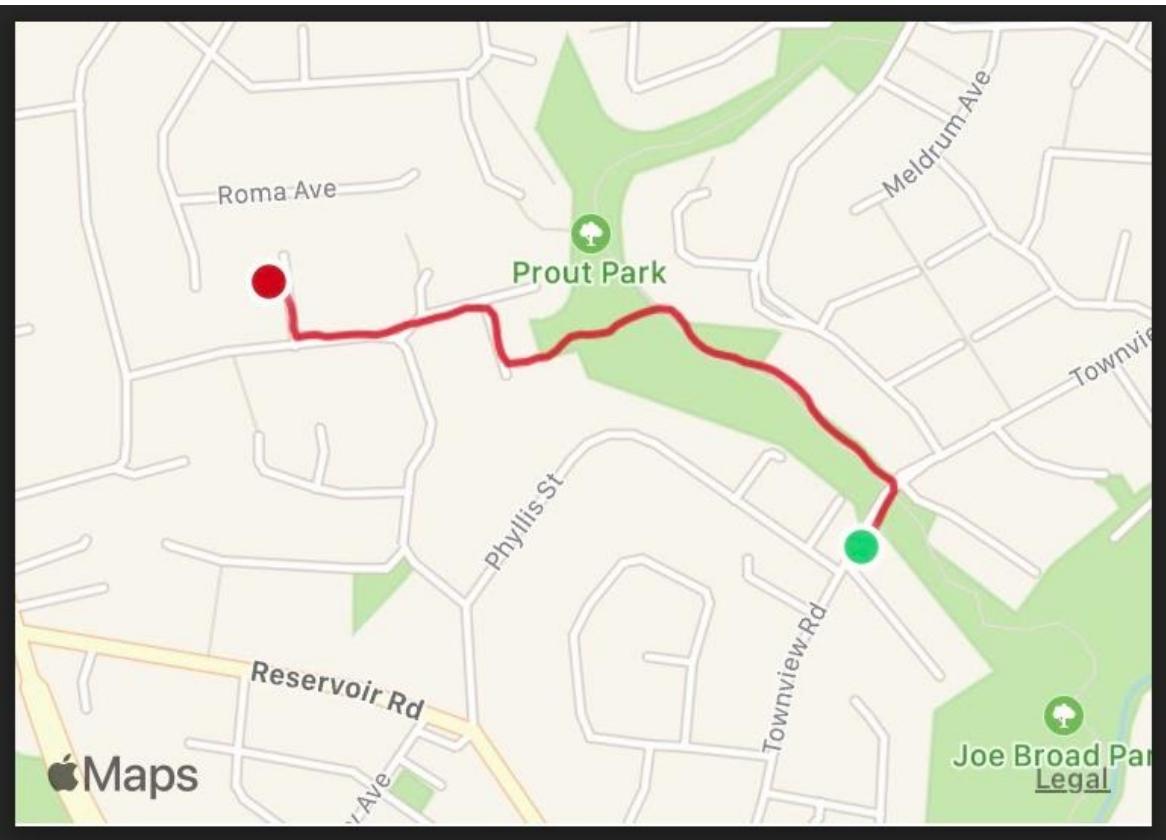 Meldrum Ave
Roma Ave
Prout Park
Townvie
Phyllis St
Townview Rd
Reservoir Rd
Joe Broad Par
Maps
Legal
Ave